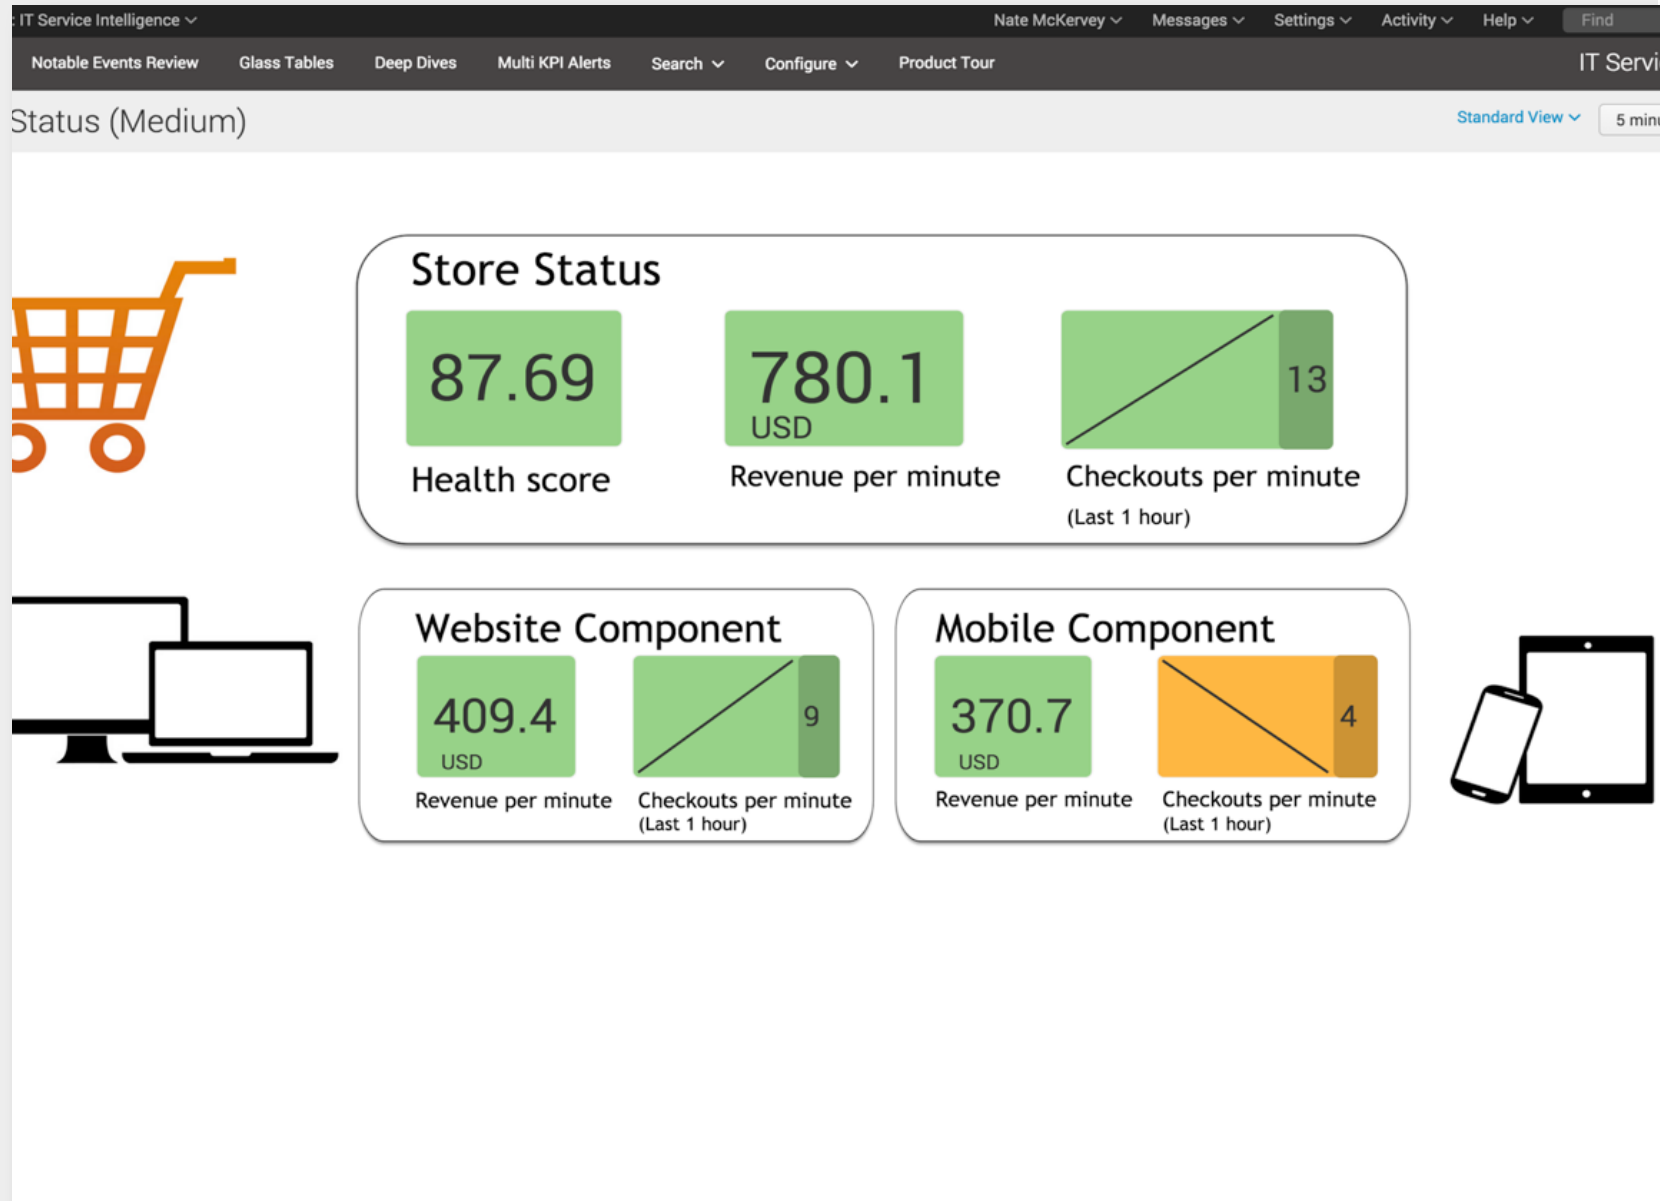 : IT Service Intelligence Nate McKervey Messages Settings Activity Help Find
Notable Events Review Glass Tables Deep Dives Multi KPI Alerts Search Configure Product Tour IT Servi
Status (Medium) Standard View 5 minu
Store Status
87.69 780.1 13
USD
Health score Revenue per minute Checkouts per minute
(Last 1 hour)
Website Component Mobile Component
409.4 9 370.7 4
USD USD
Revenue per minute Checkouts per minute Revenue per minute Checkouts per minute
(Last 1 hour) (Last 1 hour)